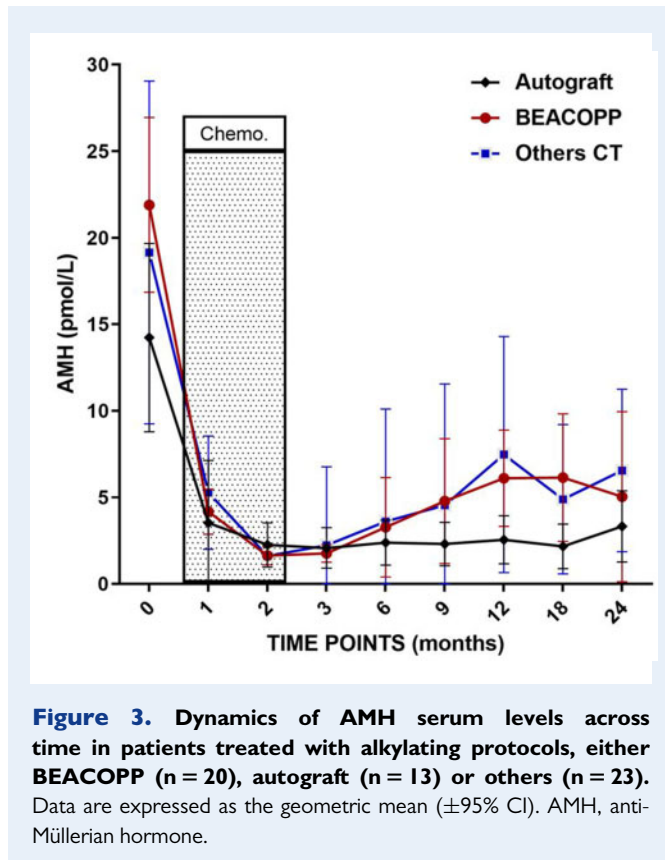 30
25
20
15
10
5
0
AMH (pmol/L)
Chemo.
Autograft
BEACOPP
Others CT
0 1 2 3 6 9 12 18 24
TIME POINTS (months)
Figure 3. Dynamics of AMH serum levels across
time in patients treated with alkylating protocols, either
BEACOPP (n = 20), autograft (n = 13) or others (n = 23).
Data are expressed as the geometric mean (±95% CI). AMH, anti-
Müllerian hormone.